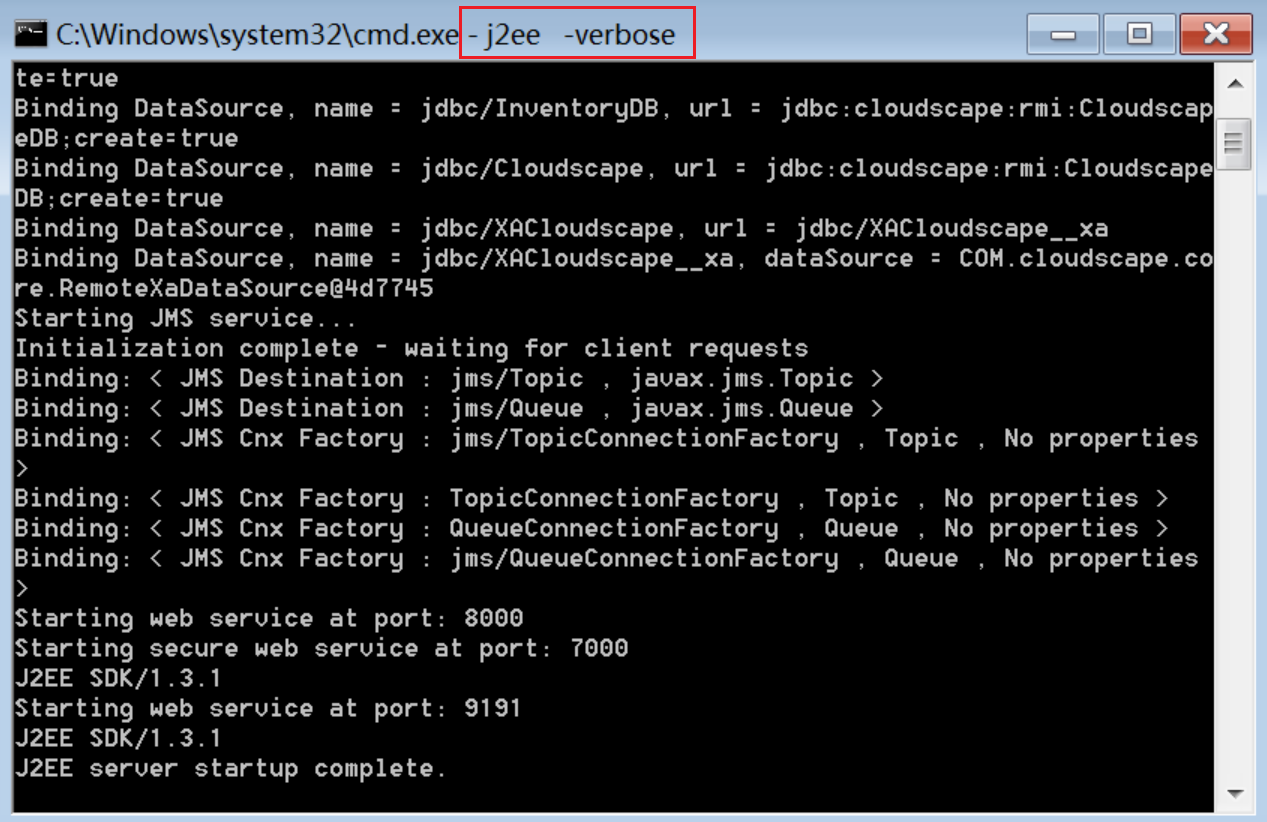 C:\Windows\system32\cmd.exe - j2ee  -verbose
te=true
Binding DataSource, name = jdbc/InventoryDB, url = jdbc:cloudscape:rmi:Cloudscap
eDB;create=true
Binding DataSource, name = jdbc/Cloudscape, url = jdbc:cloudscape:rmi:Cloudscape
DB;create=true
Binding DataSource, name = jdbc/XACloudscape, url = jdbc/XACloudscape__xa
Binding DataSource, name = jdbc/XACloudscape__xa, dataSource = COM.cloudscape.co
re.RemoteXaDataSource@4d7745
Starting JMS service...
Initialization complete - waiting for client requests
Binding: < JMS Destination : jms/Topic , javax.jms.Topic >
Binding: < JMS Destination : jms/Queue , javax.jms.Queue >
Binding: < JMS Cnx Factory : jms/TopicConnectionFactory , Topic , No properties
>
Binding: < JMS Cnx Factory : TopicConnectionFactory , Topic , No properties >
Binding: < JMS Cnx Factory : QueueConnectionFactory , Queue , No properties >
Binding: < JMS Cnx Factory : jms/QueueConnectionFactory , Queue , No properties
>
Starting web service at port: 8000
Starting secure web service at port: 7000
J2EE SDK/1.3.1
Starting web service at port: 9191
J2EE SDK/1.3.1
J2EE server startup complete.